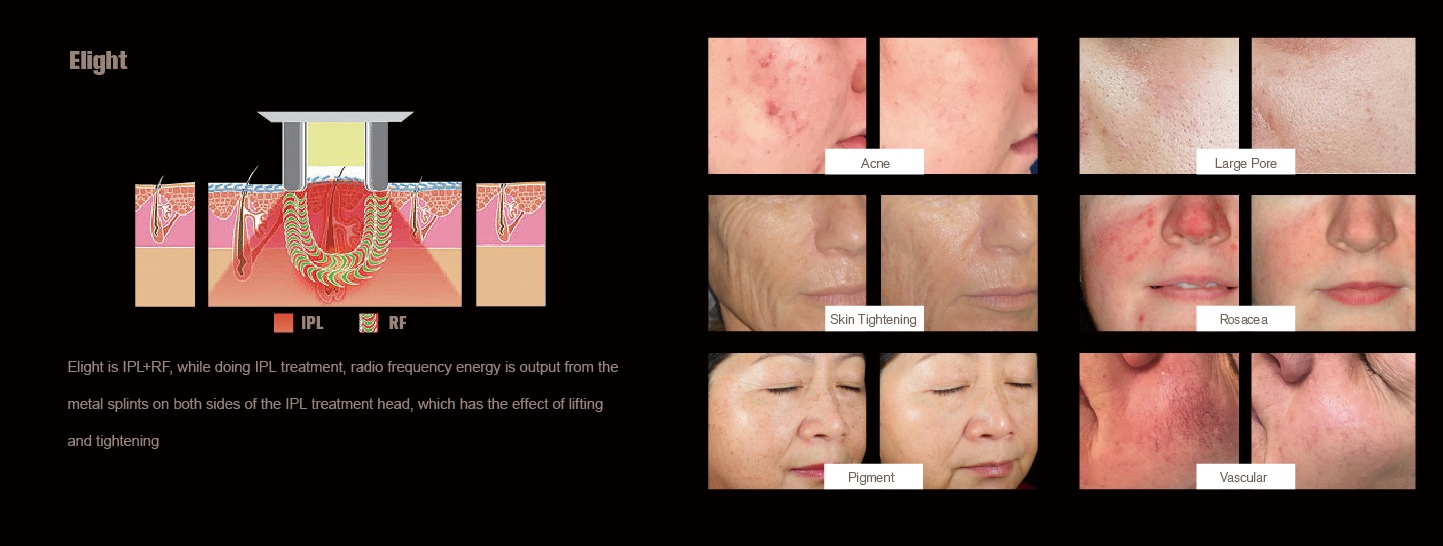 Elight
IPL
RF
Elight is IPL+RF, while doing IPL treatment, radio frequency energy is output from the
metal splints on both sides of the IPL treatment head, which has the effect of lifting
and tightening
Acne
Large Pore
Skin Tightening
Rosacea
Pigment
Vascular